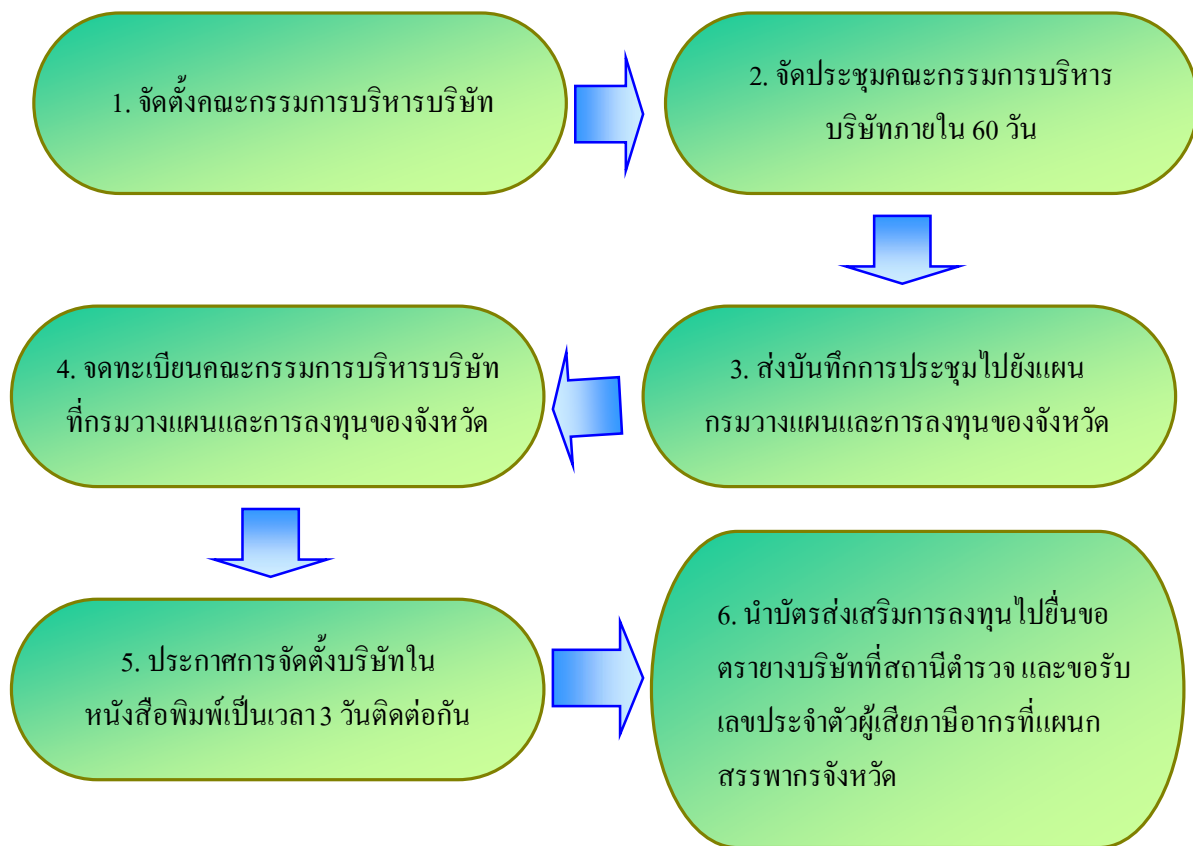 1. จัดตั้งคณะกรรมการบริหารบริษัท
2. จัดประชุมคณะกรรมการบริหาร
บริษัทภายใน 60 วัน
3. ส่งบันทึกการประชุมไปยังแผน
กรมวางแผนและการลงทุนของจังหวัด
4. จดทะเบียนคณะกรรมการบริหารบริษัท
ที่กรมวางแผนและการลงทุนของจังหวัด
5. ประกาศการจัดตั้งบริษัทใน
หนังสือพิมพ์เป็นเวลา 3 วันติดต่อกัน
6. นำบัตรส่งเสริมการลงทุนไปยื่นขอ
ตรายางบริษัทที่สถานีตำรวจ และขอรับ
เลขประจำตัวผู้เสียภาษีอากรที่แผนก
สรรพากรจังหวัด